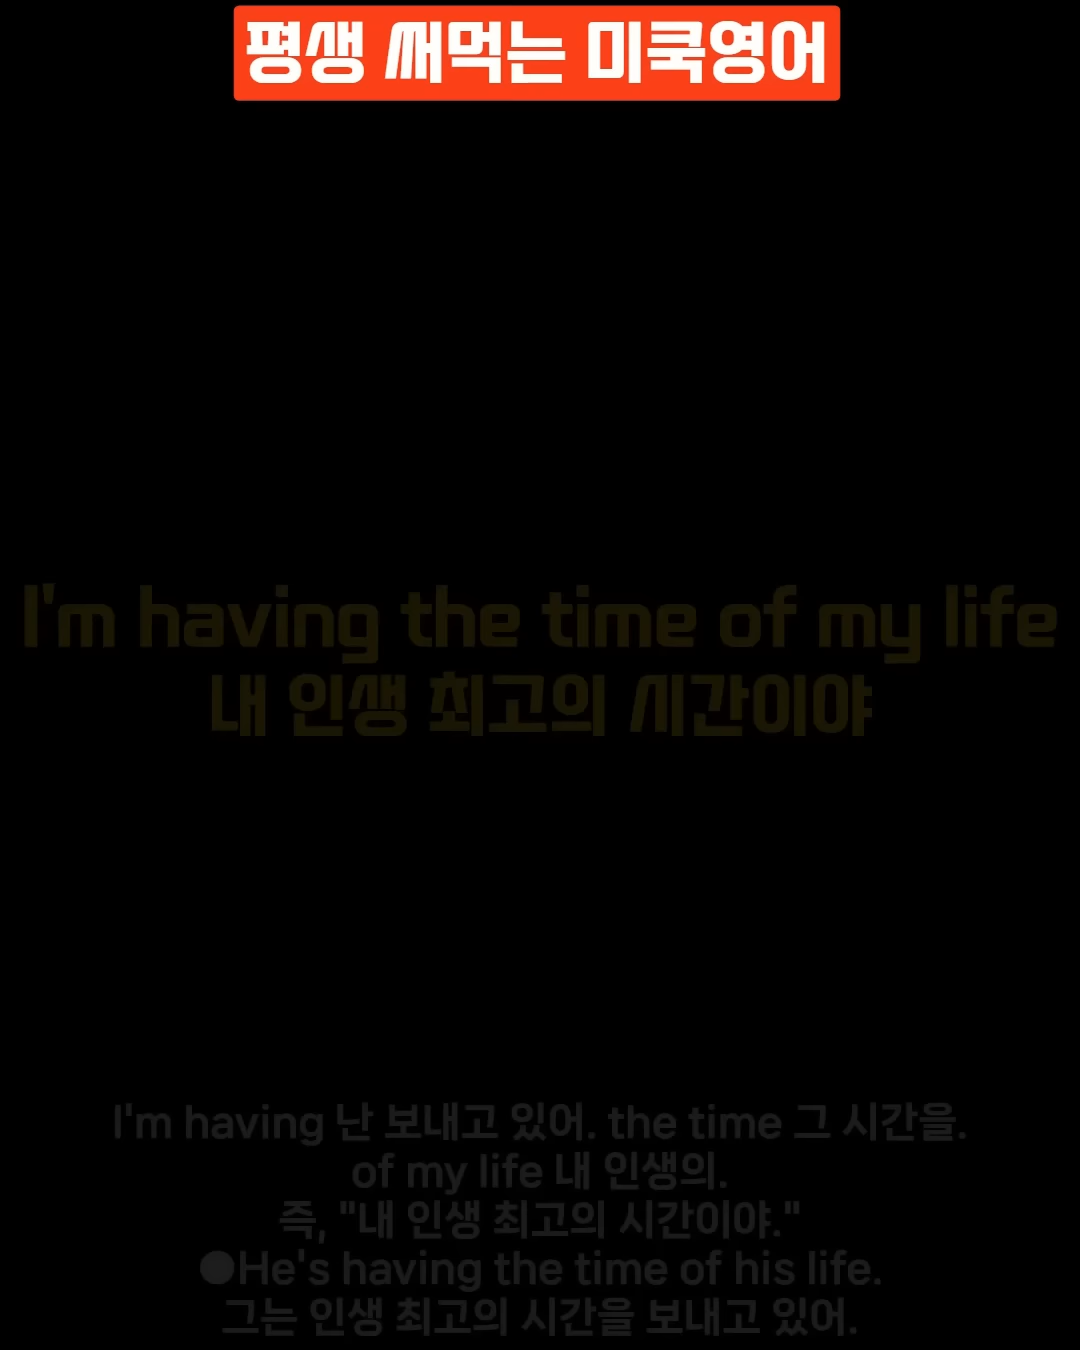 평생 써먹는 미쿡영어
I'm having the time of my life
내 인생 최고의 시간이야
I'm having 난 보내고 있어. the time 그 시간을.
of my life 내 인생의.
즉, "내 인생 최고의 시간이야."
●He's having the time of his life.
그는 인생 최고의 시간을 보내고 있어.